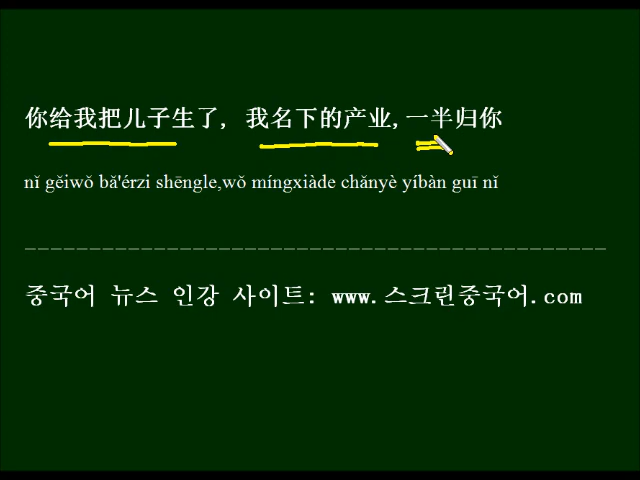 你给我把儿子生了, 我名下的产业,一半归你
nǐ gěiwǒ bǎ'érzi shēngle,wǒ míngxiàde chǎnyè yíbàn guī nǐ
중국어 뉴스 인강 사이트: www.스크린중국어.com